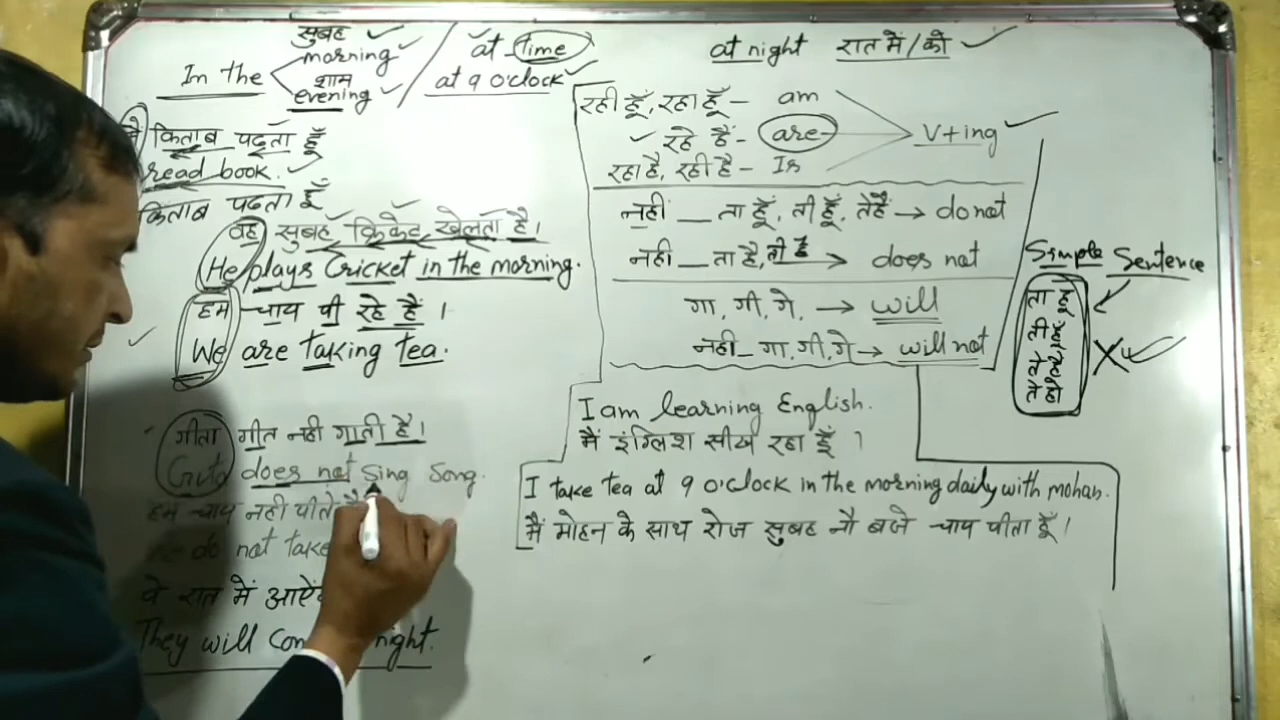 In the
सुबह
morning
शाम
evening
at time
at 9 o'clock
at night रात में/को
मै किताब पढ़ता हूँ
read book.
किताब पढता हूँ
वह सुबह क्रिकेट खेलता है।
He plays Cricket in the morning.
हम चाय पी रहे है ।
We are taking tea.
गीता गीत नही गाती है।
Gita does not sing song.
हम चाय नही पीते
do not take
वे रात में
They will night.
रही हूँ, रहा हूँ - am
रहे हैं - are
रहा है, रही है - Is
V+ing
नहीं _ ता हूँ, ती हूँ, ते है → do not
नही _ ता है, ती है → does not
गा, गी, गे, → will
नही _ गा, गी, गे → will not
Simple Sentence
I am learning English.
मैं इंग्लिश सीख रहा हूँ ?
I take tea at 9 o'clock in the morning daily with mohan.
मैं मोहन के साथ रोज सुबह नौ बजे चाय पीता हूँ।